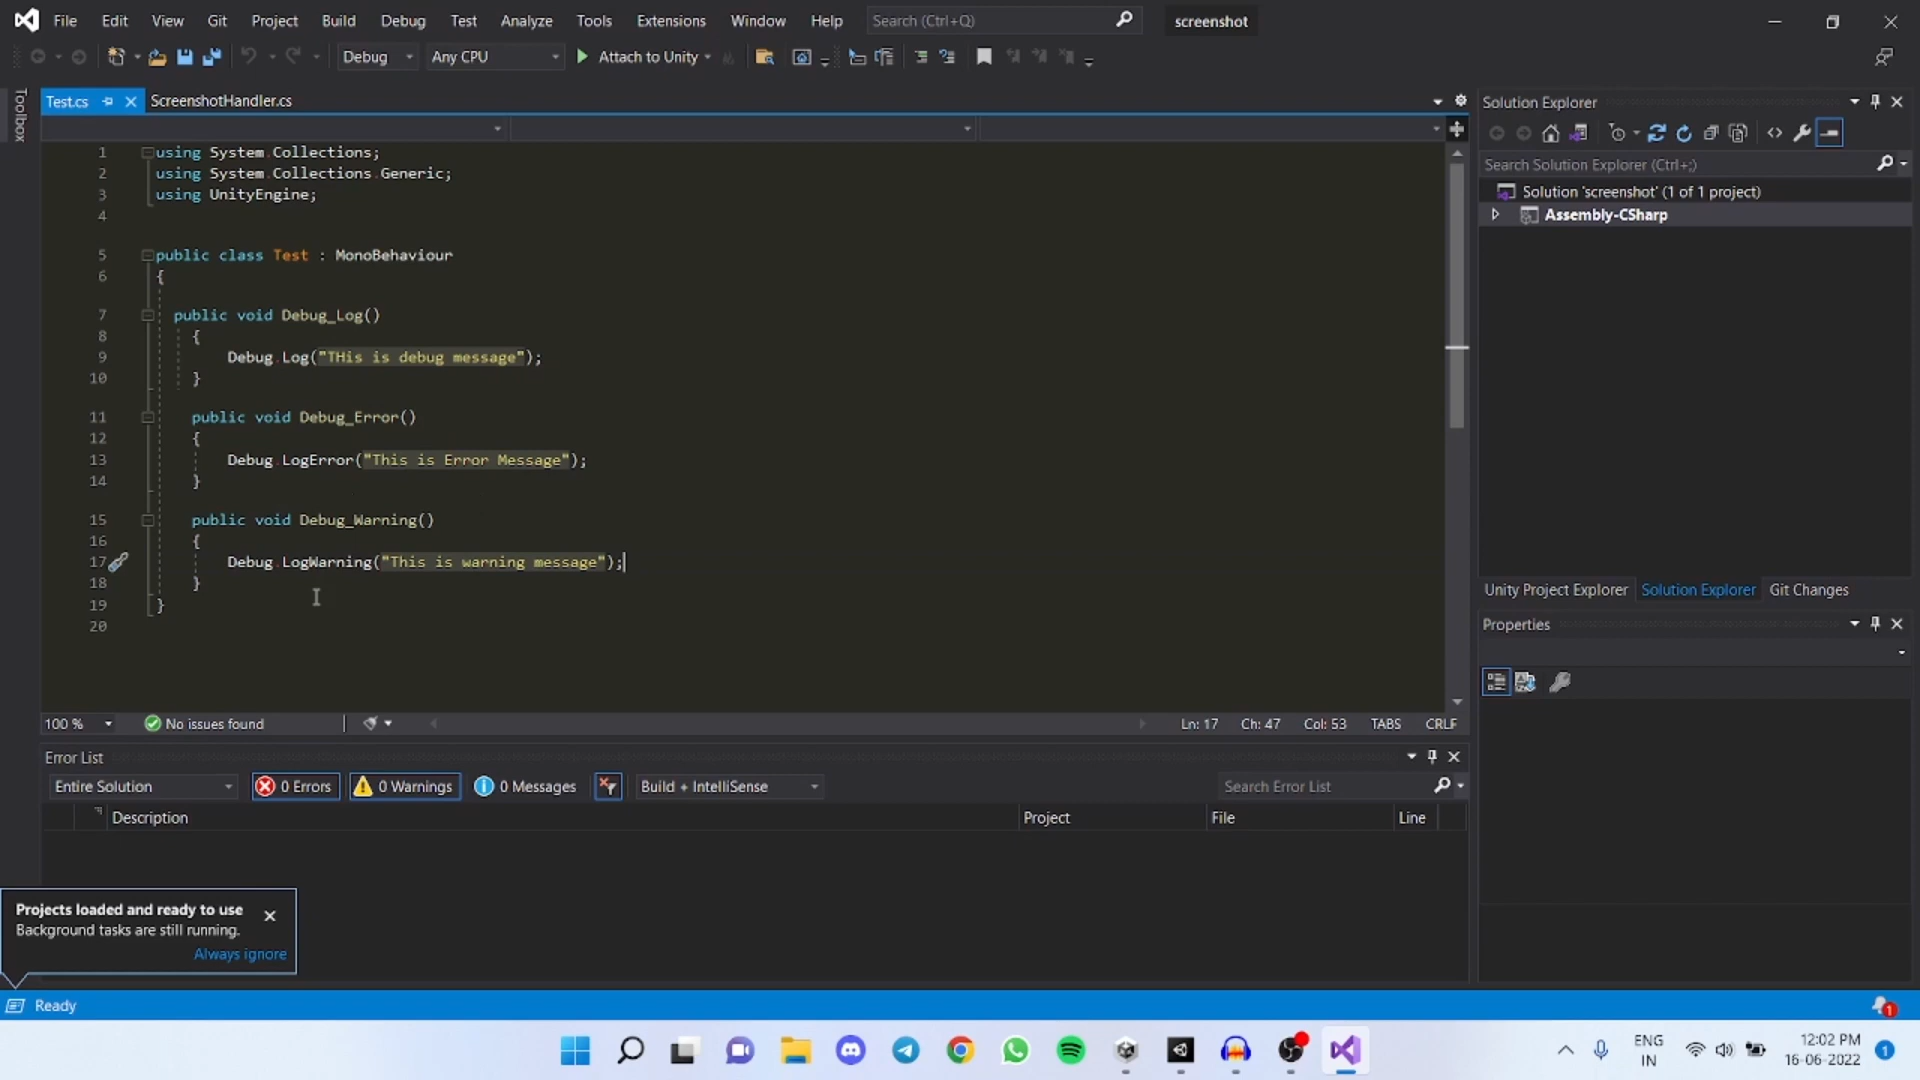 File Edit View Git Project Build Debug Test Analyze Tools Extensions Window Help Search (Ctrl+Q) screenshot
Debug Any CPU Attach to Unity
Toolbox
Test.cs ScreenshotHandler.cs
1 using System.Collections;
2 using System.Collections.Generic;
3 using UnityEngine;
4
5 public class Test : MonoBehaviour
6 {
7 public void Debug_Log()
8 {
9 Debug.Log("THis is debug message");
10 }
11 public void Debug_Error()
12 {
13 Debug.LogError("This is Error Message");
14 }
15 public void Debug_Warning()
16 {
17 Debug.LogWarning("This is warning message");
18 }
19 }
20
100 % No issues found Ln: 17 Ch: 47 Col: 53 TABS CRLF
Solution Explorer
Search Solution Explorer (Ctrl+;)
Solution 'screenshot' (1 of 1 project)
Assembly-CSharp
Unity Project Explorer Solution Explorer Git Changes
Properties
Error List
Entire Solution 0 Errors 0 Warnings 0 Messages Build + IntelliSense Search Error List
Description Project File Line
Projects loaded and ready to use
Background tasks are still running.
Always ignore
Ready 1
ENG
IN
12:02 PM
16-06-2022
1